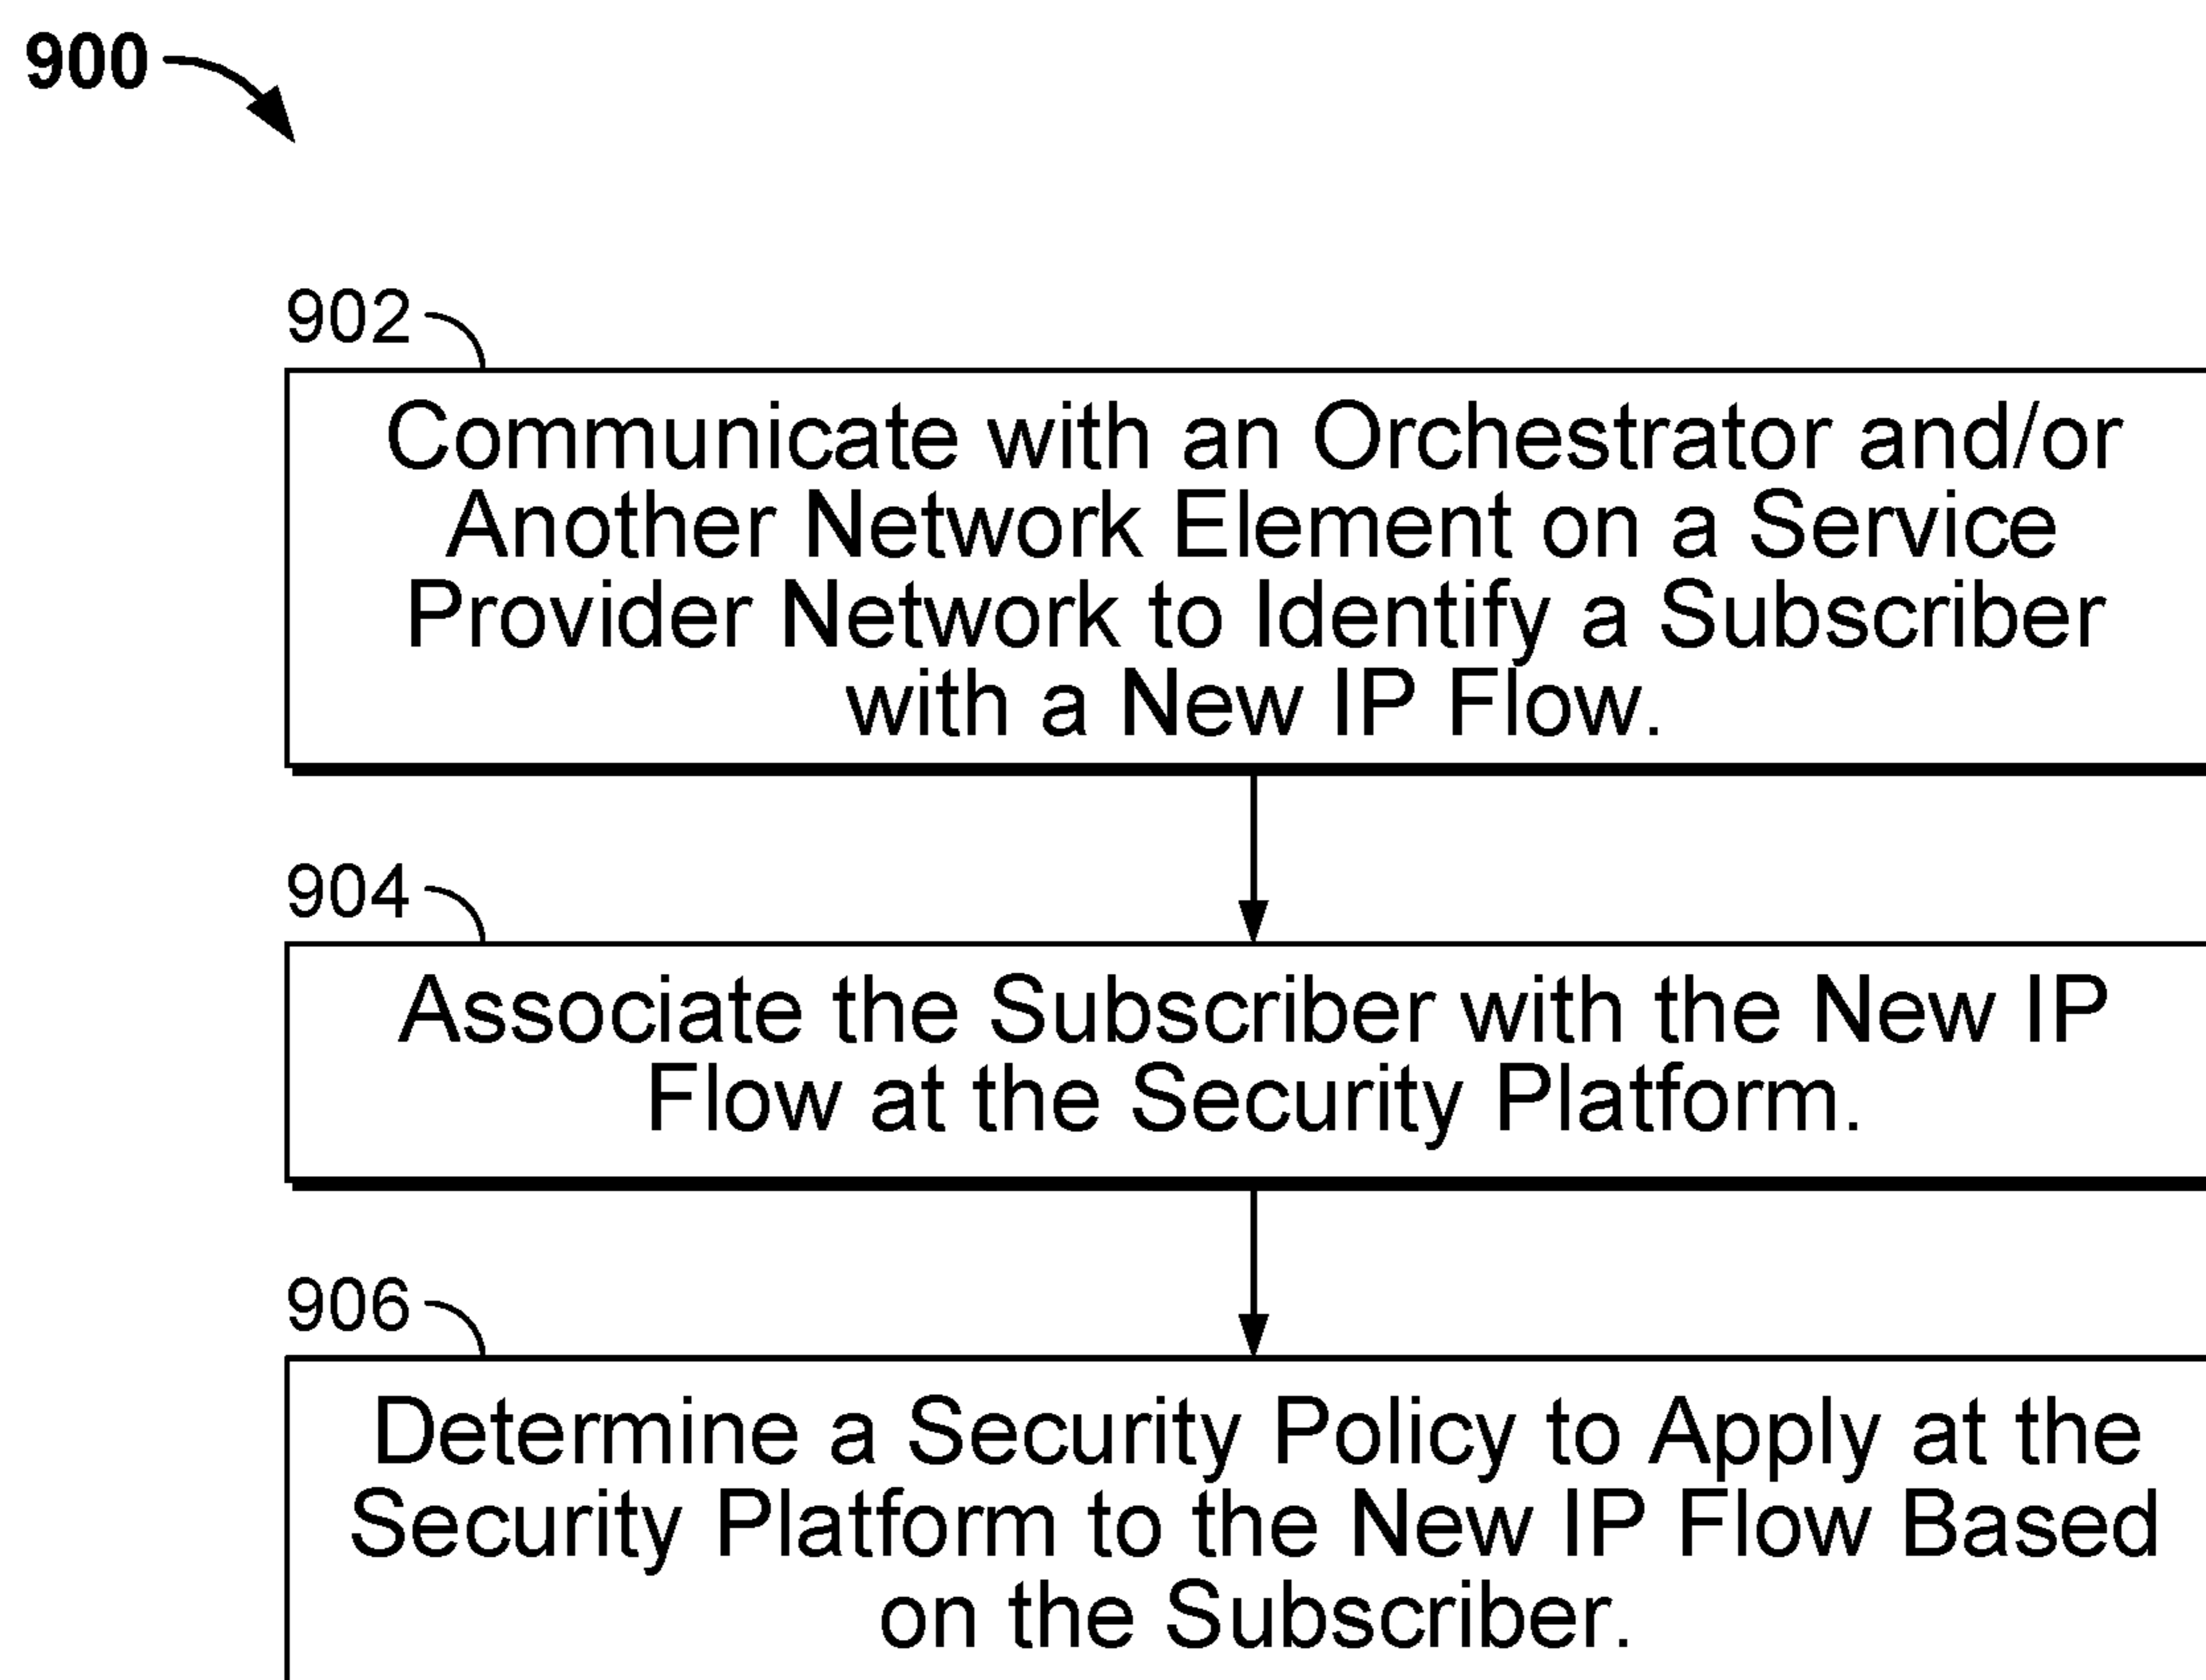 900
902
Communicate with an Orchestrator and/or
Another Network Element on a Service
Provider Network to Identify a Subscriber
with a New IP Flow.
904
Associate the Subscriber with the New IP
Flow at the Security Platform.
906
Determine a Security Policy to Apply at the
Security Platform to the New IP Flow Based
on the Subscriber.